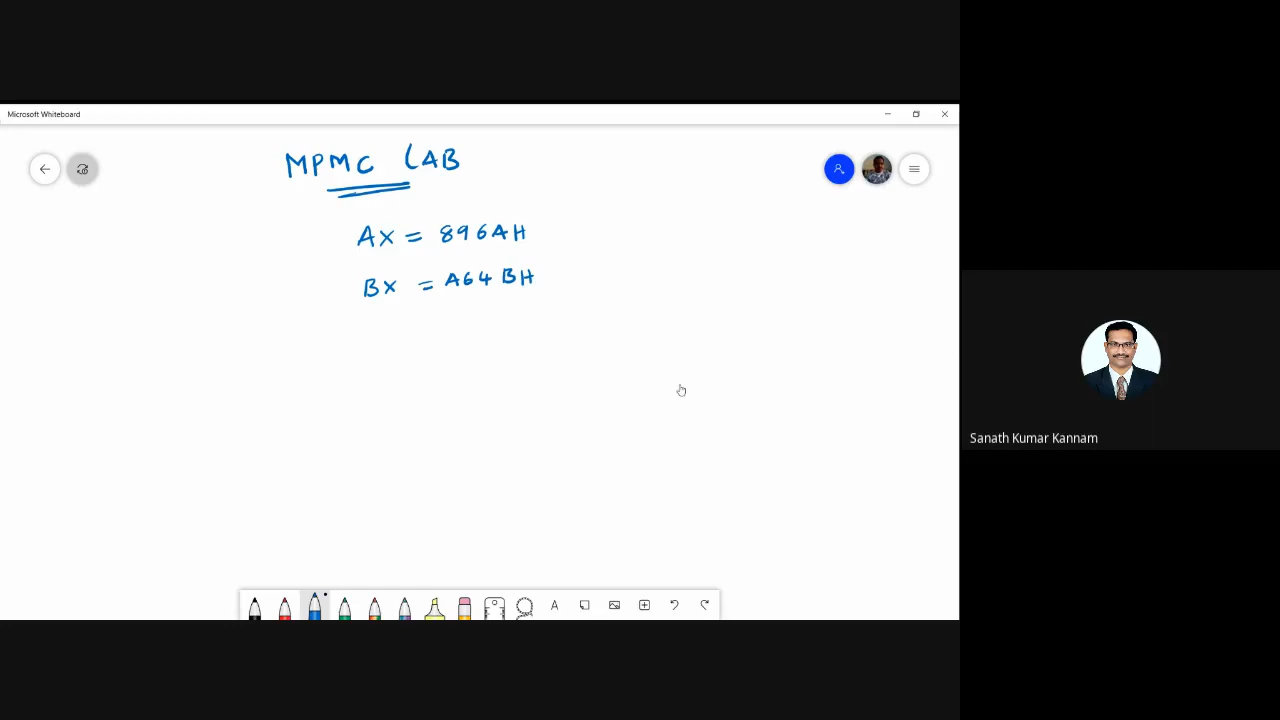 Microsoft Whiteboard
MPMC LAB
AX = 896AH
BX = A64BH
Sanath Kumar Kannam
A